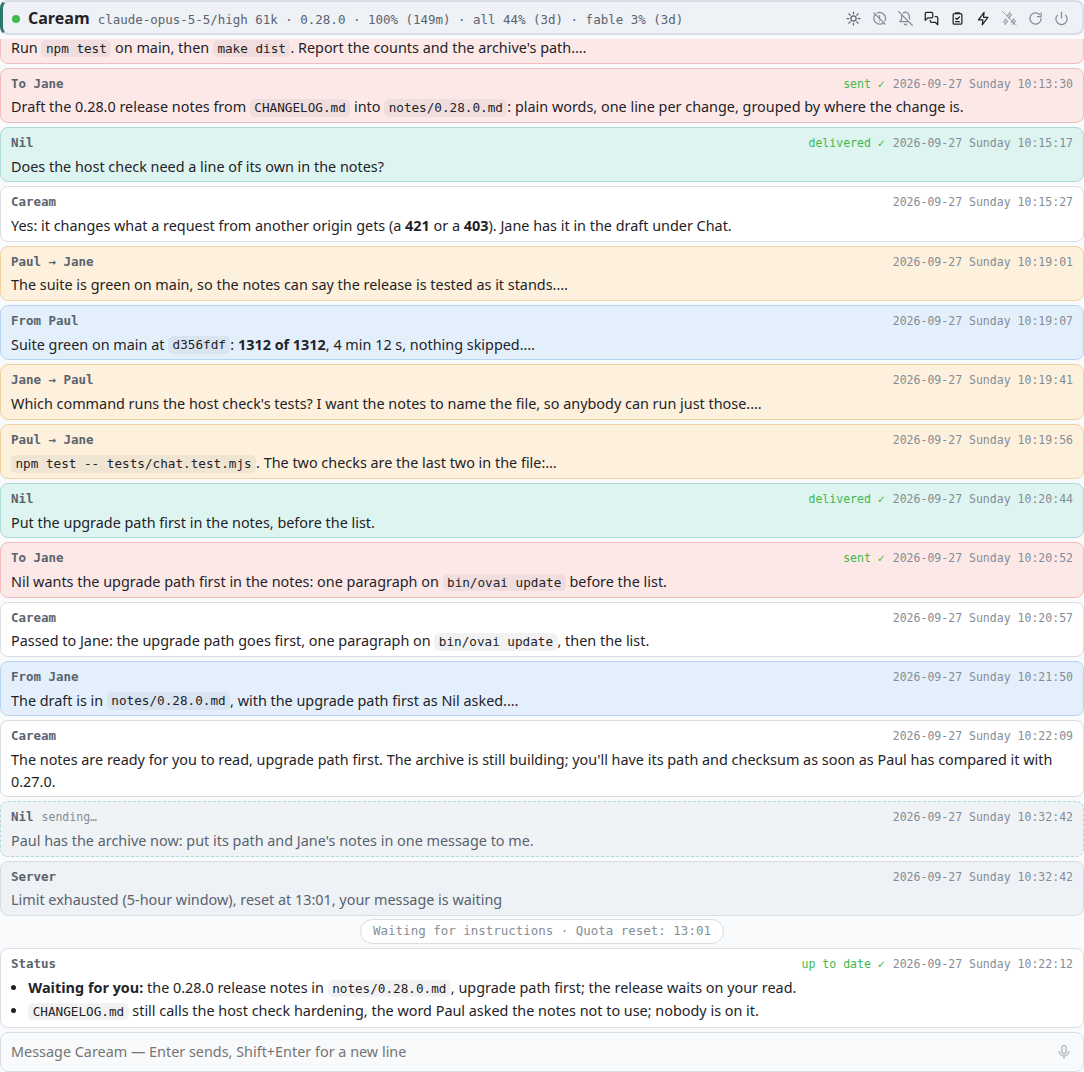 Caream claude-opus-5-5/high 61k · 0.28.0 · 100% (149m) · all 44% (3d) · fable 3% (3d)
Run npm test on main, then make dist. Report the counts and the archive's path....
To Jane sent ✓ 2026-09-27 Sunday 10:13:30
Draft the 0.28.0 release notes from CHANGELOG.md into notes/0.28.0.md: plain words, one line per change, grouped by where the change is.
Nil delivered ✓ 2026-09-27 Sunday 10:15:17
Does the host check need a line of its own in the notes?
Caream 2026-09-27 Sunday 10:15:27
Yes: it changes what a request from another origin gets (a 421 or a 403). Jane has it in the draft under Chat.
Paul → Jane 2026-09-27 Sunday 10:19:01
The suite is green on main, so the notes can say the release is tested as it stands....
From Paul 2026-09-27 Sunday 10:19:07
Suite green on main at d356fdf: 1312 of 1312, 4 min 12 s, nothing skipped....
Jane → Paul 2026-09-27 Sunday 10:19:41
Which command runs the host check's tests? I want the notes to name the file, so anybody can run just those....
Paul → Jane 2026-09-27 Sunday 10:19:56
npm test -- tests/chat.test.mjs. The two checks are the last two in the file:...
Nil delivered ✓ 2026-09-27 Sunday 10:20:44
Put the upgrade path first in the notes, before the list.
To Jane sent ✓ 2026-09-27 Sunday 10:20:52
Nil wants the upgrade path first in the notes: one paragraph on bin/ovai update before the list.
Caream 2026-09-27 Sunday 10:20:57
Passed to Jane: the upgrade path goes first, one paragraph on bin/ovai update, then the list.
From Jane 2026-09-27 Sunday 10:21:50
The draft is in notes/0.28.0.md, with the upgrade path first as Nil asked....
Caream 2026-09-27 Sunday 10:22:09
The notes are ready for you to read, upgrade path first. The archive is still building; you'll have its path and checksum as soon as Paul has compared it with
0.27.0.
Nil sending… 2026-09-27 Sunday 10:32:42
Paul has the archive now: put its path and Jane's notes in one message to me.
Server 2026-09-27 Sunday 10:32:42
Limit exhausted (5-hour window), reset at 13:01, your message is waiting
Waiting for instructions · Quota reset: 13:01
Status up to date ✓ 2026-09-27 Sunday 10:22:12
• Waiting for you: the 0.28.0 release notes in notes/0.28.0.md, upgrade path first; the release waits on your read.
• CHANGELOG.md still calls the host check hardening, the word Paul asked the notes not to use; nobody is on it.
Message Caream — Enter sends, Shift+Enter for a new line